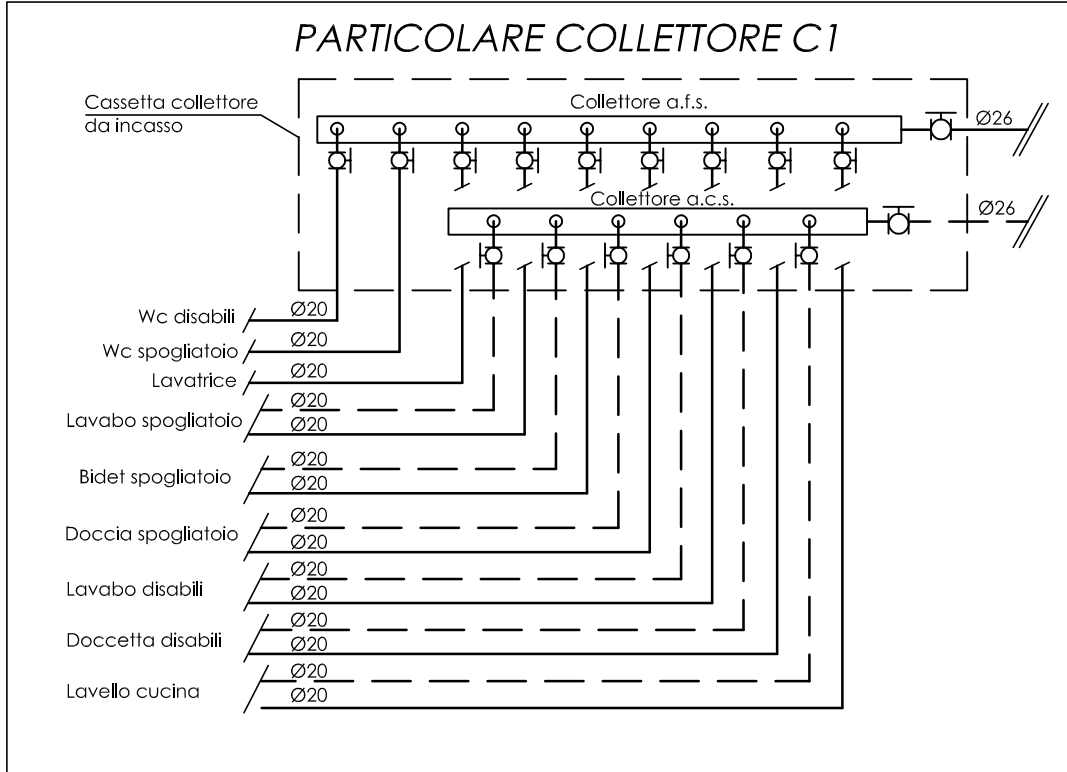 PARTICOLARE COLLETTORE C1
Cassetta collettore
da incasso
Collettore a.f.s.
Ø26
Collettore a.c.s.
Ø26
Wc disabili
Ø20
Wc spogliatoio
Ø20
Lavatrice
Ø20
Lavabo spogliatoio
Ø20
Ø20
Bidet spogliatoio
Ø20
Ø20
Doccia spogliatoio
Ø20
Ø20
Lavabo disabili
Ø20
Ø20
Doccetta disabili
Ø20
Ø20
Lavello cucina
Ø20
Ø20